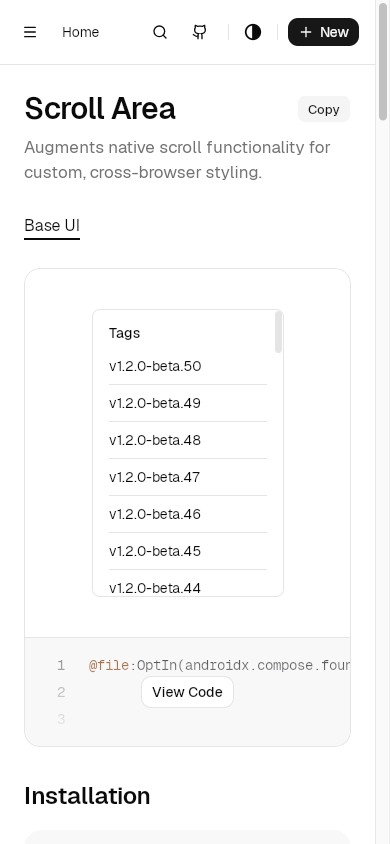 Home
New
Scroll Area
Copy
Augments native scroll functionality for
custom, cross-browser styling.
Base UI
Tags
v1.2.0-beta.50
v1.2.0-beta.49
v1.2.0-beta.48
v1.2.0-beta.47
v1.2.0-beta.46
v1.2.0-beta.45
v1.2.0-beta.44
1 @file:OptIn(androidx.compose.four
2
View Code
3
Installation